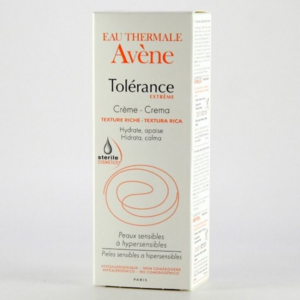 EAU THERMALE
Avène
Tolérance
EXTRÊME
Crème - Crema
TEXTURE RICHE - TEXTURA RICA
Hydrate, apaise
Hidrata, calma
sterile
COSMETICS
Peaux sensibles
à hypersensibles
Pieles sensibles a hipersensibles
PARIS